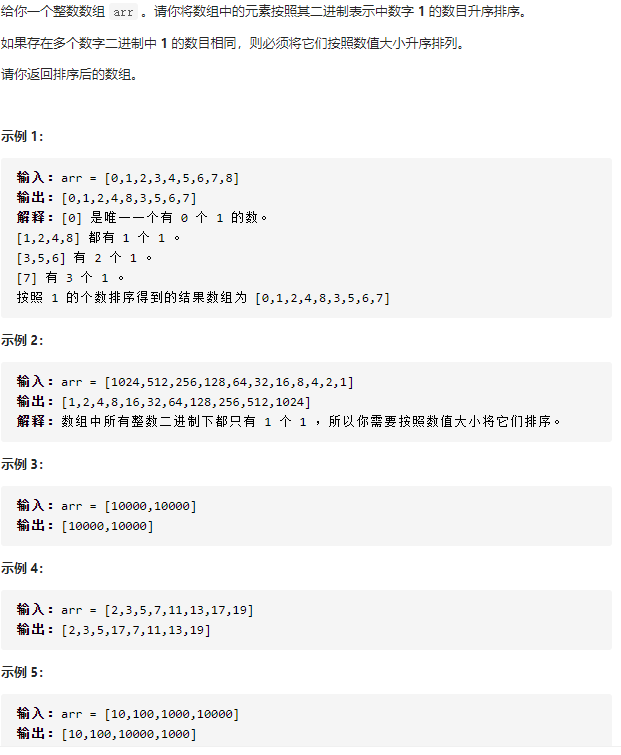 给你一个整数数组 arr 。请你将数组中的元素按照其二进制表示中数字 1 的数目升序排序。
如果存在多个数字二进制中 1 的数目相同，则必须将它们按照数值大小升序排列。
请你返回排序后的数组。
示例 1：
输入：arr = [0,1,2,3,4,5,6,7,8]
输出：[0,1,2,4,8,3,5,6,7]
解释：[0] 是唯一一个有 0 个 1 的数。
[1,2,4,8] 都有 1 个 1 。
[3,5,6] 有 2 个 1 。
[7] 有 3 个 1 。
按照 1 的个数排序得到的结果数组为 [0,1,2,4,8,3,5,6,7]
示例 2：
输入：arr = [1024,512,256,128,64,32,16,8,4,2,1]
输出：[1,2,4,8,16,32,64,128,256,512,1024]
解释：数组中所有整数二进制下都只有 1 个 1 ，所以你需要按照数值大小将它们排序。
示例 3：
输入：arr = [10000,10000]
输出：[10000,10000]
示例 4：
输入：arr = [2,3,5,7,11,13,17,19]
输出：[2,3,5,17,7,11,13,19]
示例 5：
输入：arr = [10,100,1000,10000]
输出：[10,100,10000,1000]